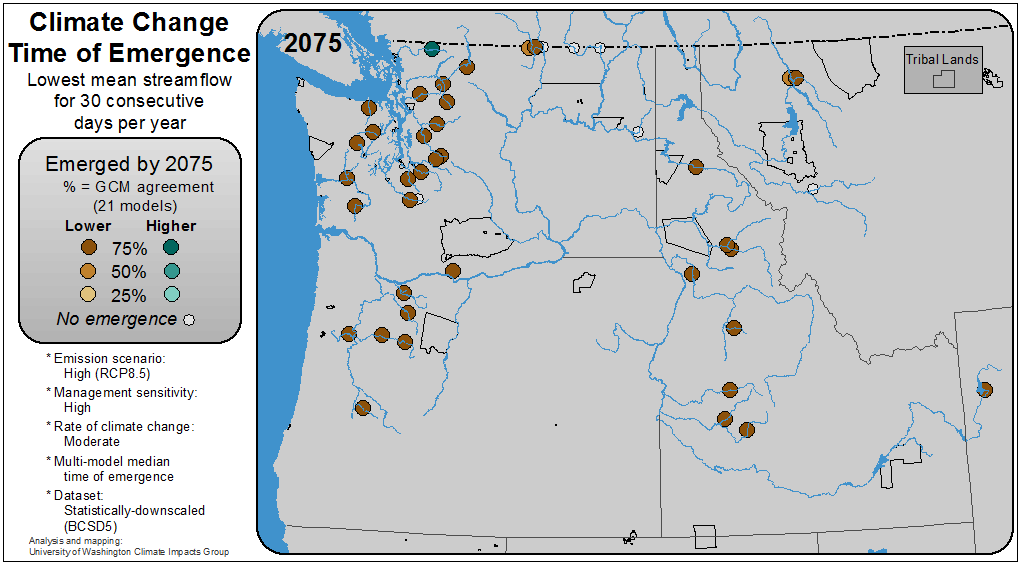 Climate Change
Time of Emergence
Lowest mean streamflow
for 30 consecutive
days per year
Emerged by 2075
% = GCM agreement
(21 models)
Lower Higher
75%
50%
25%
No emergence
* Emission scenario:
High (RCP8.5)
* Management sensitivity:
High
* Rate of climate change:
Moderate
* Multi-model median
time of emergence
* Dataset:
Statistically-downscaled
(BCSD5)
Analysis and mapping:
University of Washington Climate Impacts Group
2075
Tribal Lands